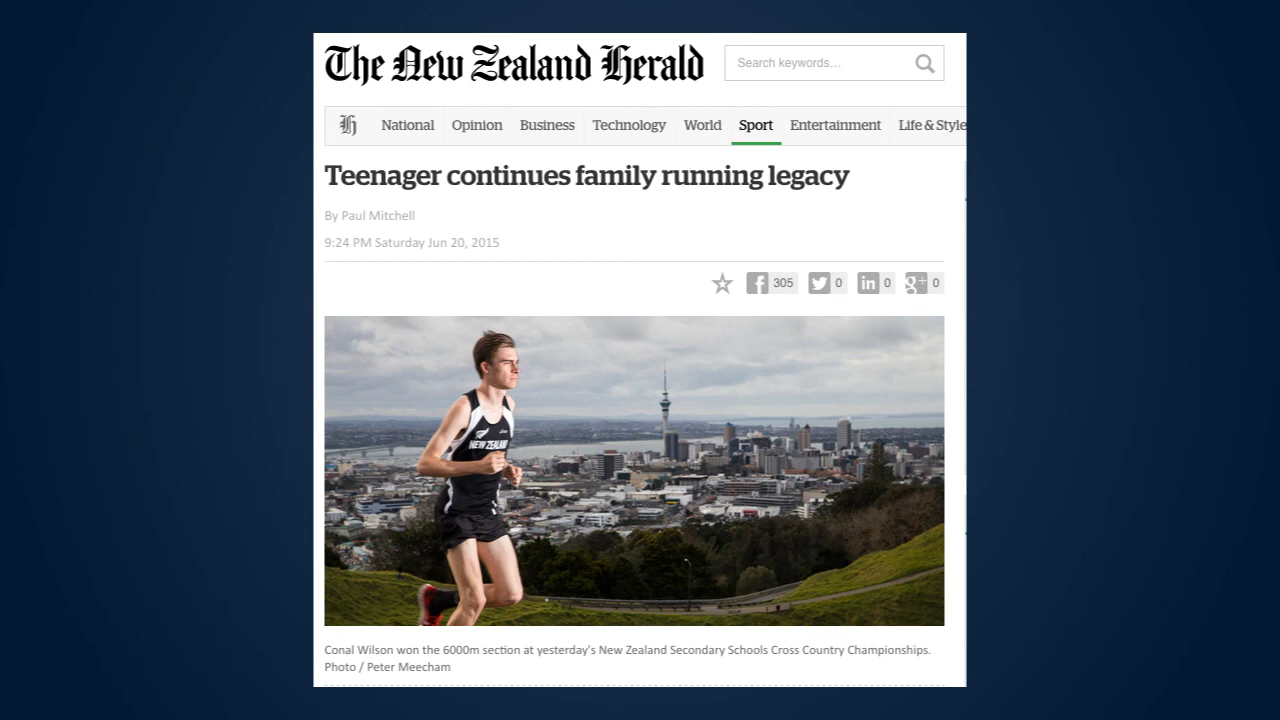 The New Zealand Herald
Search keywords...
National Opinion Business Technology World Sport Entertainment Life & Style
Teenager continues family running legacy
By Paul Mitchell
9:24 PM Saturday Jun 20, 2015
305 0 in 0 g+ 0
NEW ZEALAND
Conal Wilson won the 6000m section at yesterday's New Zealand Secondary Schools Cross Country Championships.
Photo / Peter Meecham